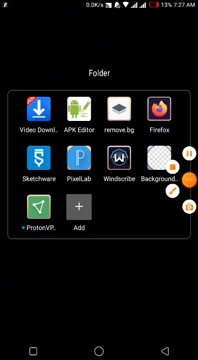 0.0K/s 13% 7:27 AM
Folder
Video Downl.. APK Editor remove.bg Firefox
Sketchware PixelLab Windscribe Background..
ProtonVP.. Add